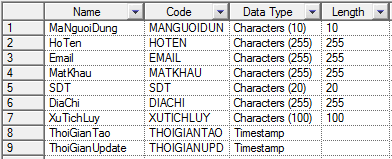 Name Code Data Type Length
1 MaNguoiDung MANGUOIDUN Characters (10) 10
2 HoTen HOTEN Characters (255) 255
3 Email EMAIL Characters (255) 255
4 MatKhau MATKHAU Characters (255) 255
5 SDT SDT Characters (20) 20
6 DiaChi DIACHI Characters (255) 255
7 XuTichLuy XUTICHLUY Characters (100) 100
8 ThoiGianTao THOIGIANTAO Timestamp
9 ThoiGianUpdate THOIGIANUPD Timestamp